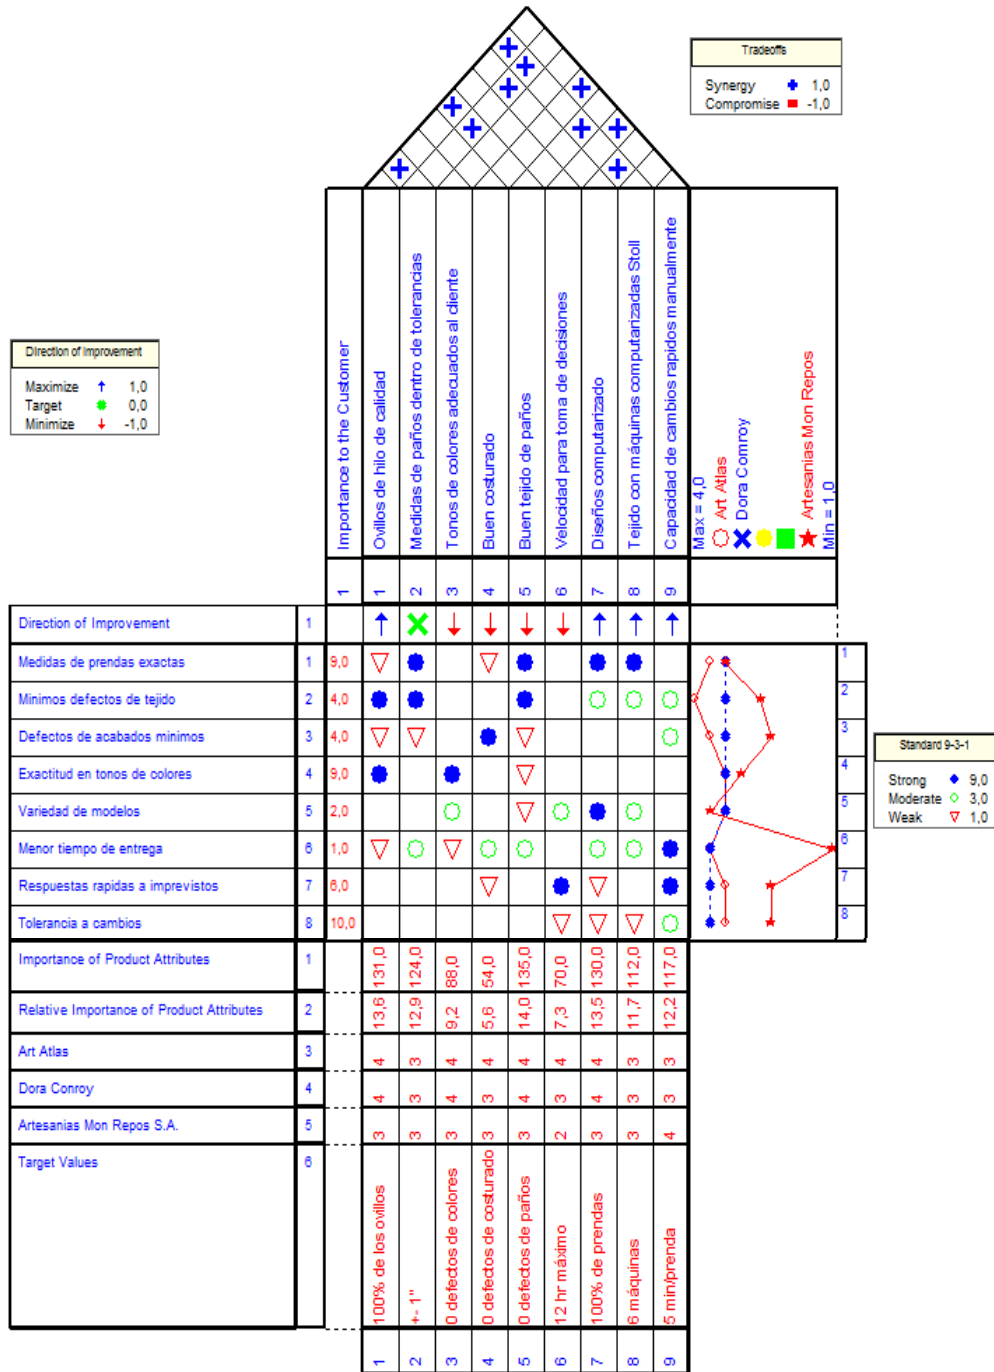 Tradeoffs
Synergy 1,0
Compromise -1,0
Direction of Improvement
Maximize 1,0
Target 0,0
Minimize -1,0
Importance to the Customer
Ovillos de hilo de calidad
Medidas de paños dentro de tolerancias
Tonos de colores adecuados al cliente
Buen costurado
Buen tejido de paños
Velocidad para toma de decisiones
Diseños computarizado
Tejido con máquinas computarizadas Stoll
Capacidad de cambios rapidos manualmente
Max = 4,0
Art Atlas
Dora Comroy
Artesanias Mon Repos
Min = 1,0
1 1 2 3 4 5 6 7 8 9
Direction of Improvement 1
Medidas de prendas exactas 1 9,0 1
Minimos defectos de tejido 2 4,0 2
Defectos de acabados minimos 3 4,0 3
Exactitud en tonos de colores 4 9,0 4
Variedad de modelos 5 2,0 5
Menor tiempo de entrega 6 1,0 6
Respuestas rapidas a imprevistos 7 6,0 7
Tolerancia a cambios 8 10,0 8
Standard 9-3-1
Strong 9,0
Moderate 3,0
Weak 1,0
Importance of Product Attributes 1 131,0 124,0 88,0 54,0 135,0 70,0 130,0 112,0 117,0
Relative Importance of Product Attributes 2 13,6 12,9 9,2 5,6 14,0 7,3 13,5 11,7 12,2
Art Atlas 3 4 3 4 4 4 4 4 3 3
Dora Conroy 4 4 3 4 3 4 3 4 3 3
Artesanias Mon Repos S.A. 5 3 3 3 3 3 2 3 3 4
Target Values 6
100% de los ovillos
+- 1"
0 defectos de colores
0 defectos de costurado
0 defectos de paños
12 hr máximo
100% de prendas
6 máquinas
5 min/prenda
1 2 3 4 5 6 7 8 9